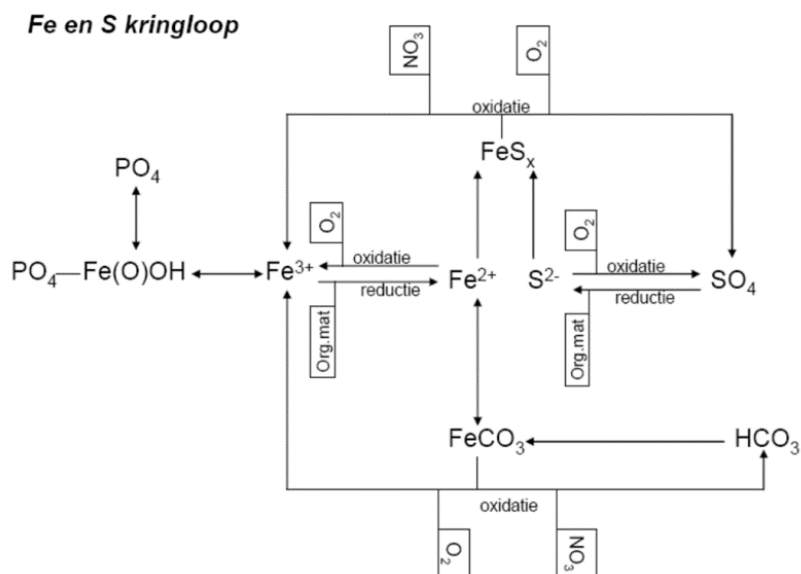 Fe en S kringloop
NO3
O2
oxidatie
FeSx
PO4
O2
O2
oxidatie
oxidatie
PO4—Fe(O)OH
Fe3+
Fe2+
S2-
SO4
reductie
reductie
Org.mat
Org.mat
FeCO3
HCO3
oxidatie
O2
NO3